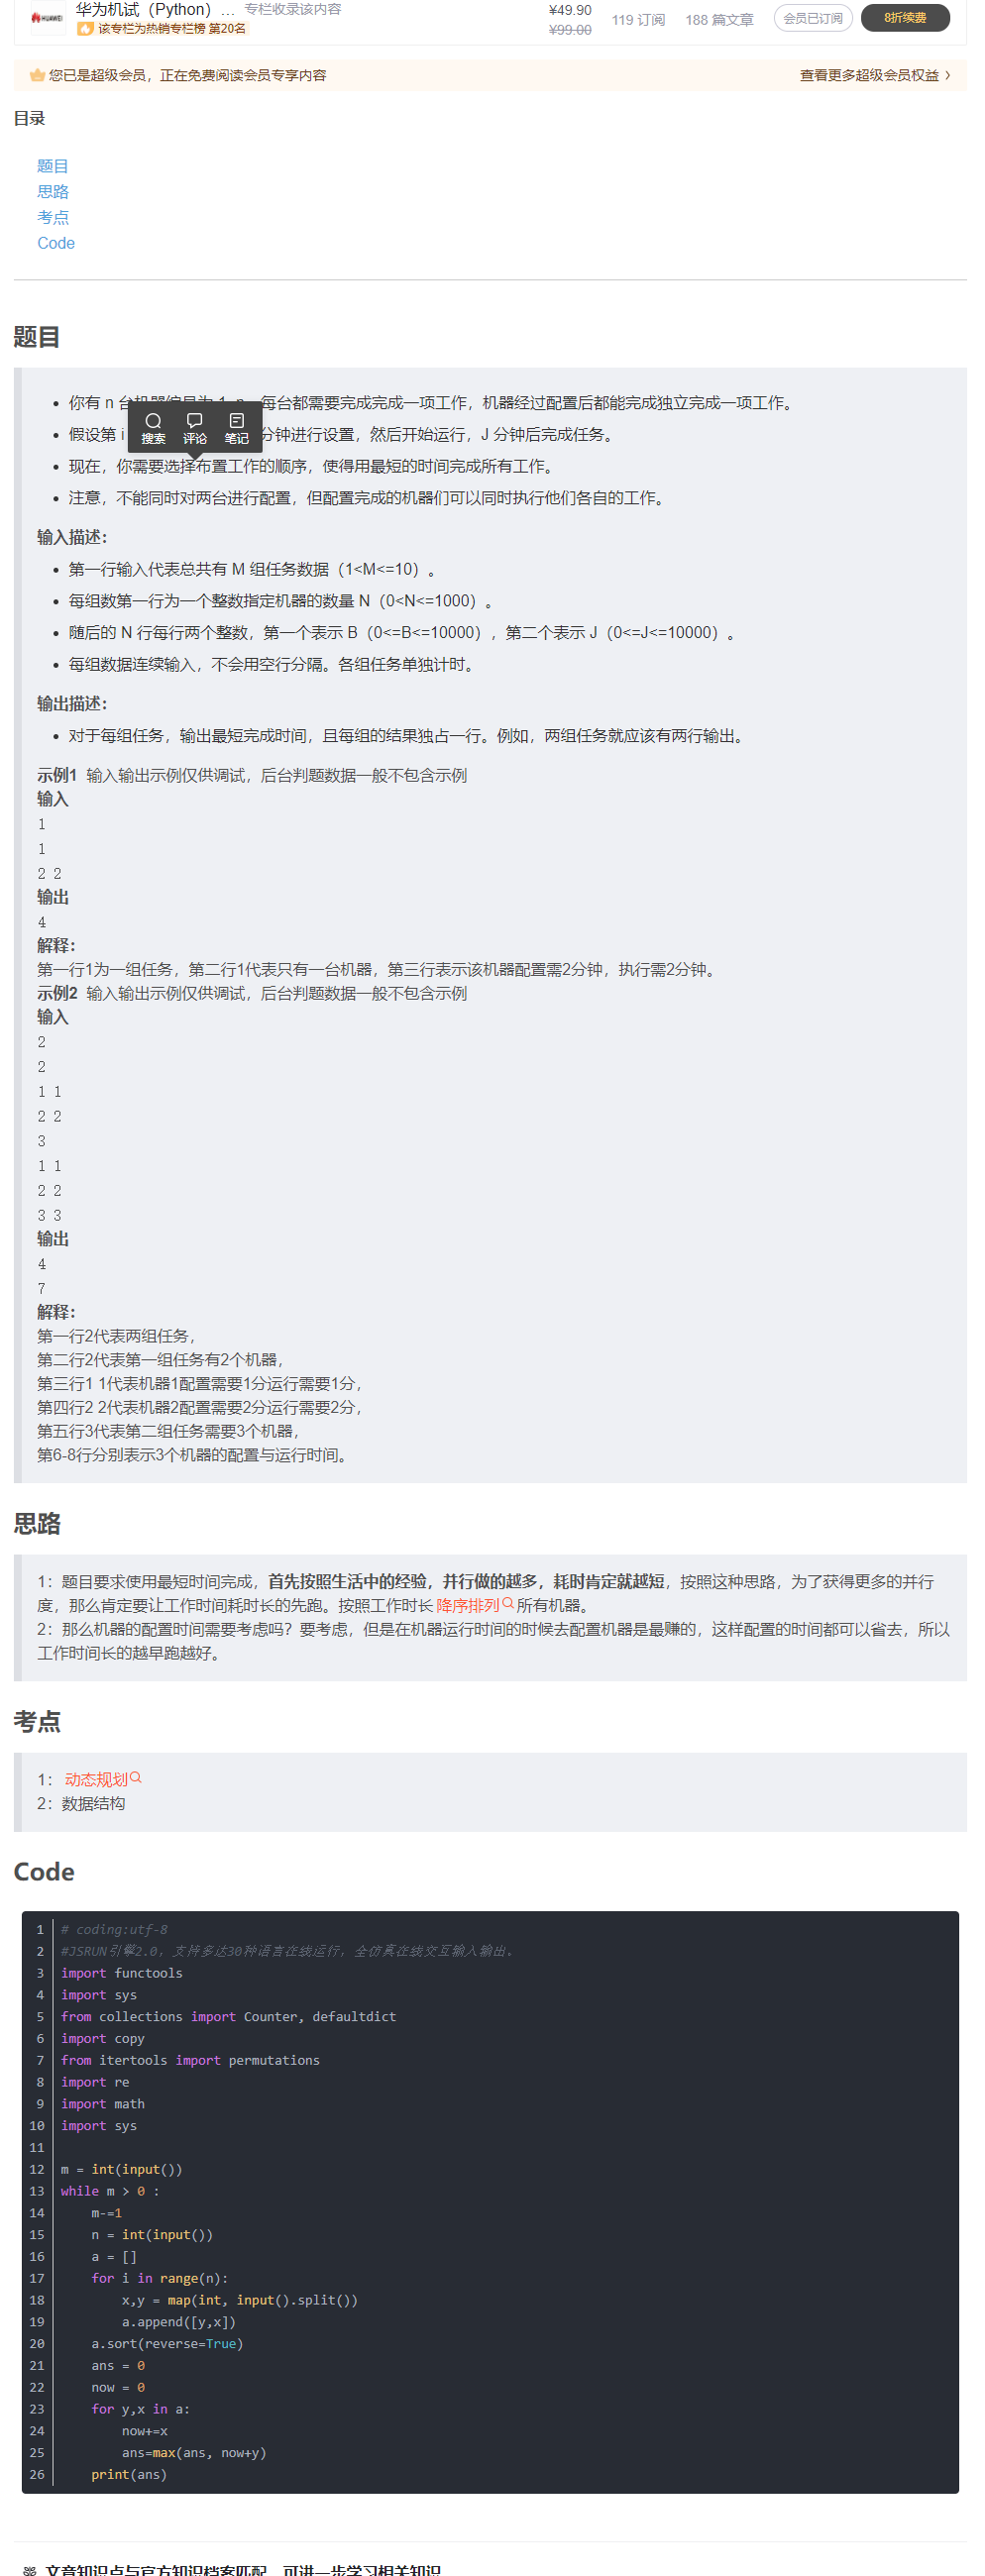 华为机试（Python） ... 专栏收录该内容
¥49.90
119 订阅 188 篇文章 会员已订阅 8折续费
HUAWEI
该专栏为热销专栏榜 第20名
¥99.00
您已是超级会员，正在免费阅读会员专享内容 查看更多超级会员权益 ›
目录
题目
思路
考点
Code
题目
你有 n 台 每台都需要完成完成一项工作，机器经过配置后都能完成独立完成一项工作。
假设第 i 分钟进行设置，然后开始运行，J 分钟后完成任务。
搜索 评论 笔记
现在，你需要选择布置工作的顺序，使得用最短的时间完成所有工作。
注意，不能同时对两台进行配置，但配置完成的机器们可以同时执行他们各自的工作。
输入描述：
第一行输入代表总共有 M 组任务数据（1<M<=10）。
每组数第一行为一个整数指定机器的数量 N（0<N<=1000）。
随后的 N 行每行两个整数，第一个表示 B（0<=B<=10000），第二个表示 J（0<=J<=10000）。
每组数据连续输入，不会用空行分隔。各组任务单独计时。
输出描述：
对于每组任务，输出最短完成时间，且每组的结果独占一行。例如，两组任务就应该有两行输出。
示例1 输入输出示例仅供调试，后台判题数据一般不包含示例
输入
1
1
2 2
输出
4
解释：
第一行1为一组任务，第二行1代表只有一台机器，第三行表示该机器配置需2分钟，执行需2分钟。
示例2 输入输出示例仅供调试，后台判题数据一般不包含示例
输入
2
2
1 1
2 2
3
1 1
2 2
3 3
输出
4
7
解释：
第一行2代表两组任务，
第二行2代表第一组任务有2个机器，
第三行1 1代表机器1配置需要1分运行需要1分，
第四行2 2代表机器2配置需要2分运行需要2分，
第五行3代表第二组任务需要3个机器，
第6-8行分别表示3个机器的配置与运行时间。
思路
1：题目要求使用最短时间完成，首先按照生活中的经验，并行做的越多，耗时肯定就越短，按照这种思路，为了获得更多的并行
度，那么肯定要让工作时间耗时长的先跑。按照工作时长 降序排列 所有机器。
2：那么机器的配置时间需要考虑吗？要考虑，但是在机器运行时间的时候去配置机器是最赚的，这样配置的时间都可以省去，所以
工作时间长的越早跑越好。
考点
1： 动态规划
2：数据结构
Code
1 # coding:utf-8
2 #JSRUN引擎2.0，支持多达30种语言在线运行，全仿真在线交互输入输出。
3 import functools
4 import sys
5 from collections import Counter, defaultdict
6 import copy
7 from itertools import permutations
8 import re
9 import math
10 import sys
11
12 m = int(input())
13 while m > 0 :
14     m-=1
15     n = int(input())
16     a = []
17     for i in range(n):
18         x,y = map(int, input().split())
19         a.append([y,x])
20     a.sort(reverse=True)
21     ans = 0
22     now = 0
23     for y,x in a:
24         now+=x
25         ans=max(ans, now+y)
26     print(ans)
文章知识点与官方知识档案匹配，可进一步学习相关知识